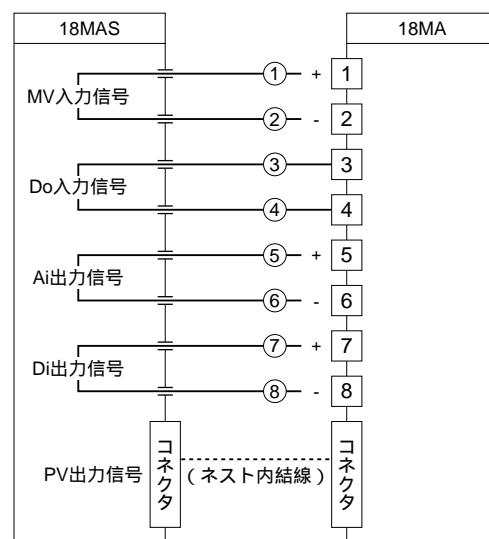 18MAS 18MA
MV入力信号
① + 1
② - 2
Do入力信号
③ 3
④ 4
Ai出力信号
⑤ + 5
⑥ - 6
Di出力信号
⑦ + 7
⑧ - 8
PV出力信号
コネクタ
(ネスト内結線)
コネクタ